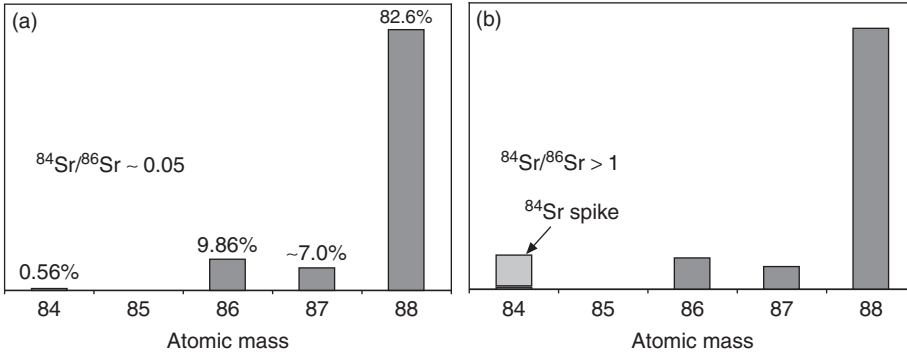 (a)
82.6%
⁸⁴Sr/⁸⁶Sr ~ 0.05
0.56%
9.86%
~7.0%
84 85 86 87 88
Atomic mass
(b)
⁸⁴Sr/⁸⁶Sr > 1
⁸⁴Sr spike
84 85 86 87 88
Atomic mass